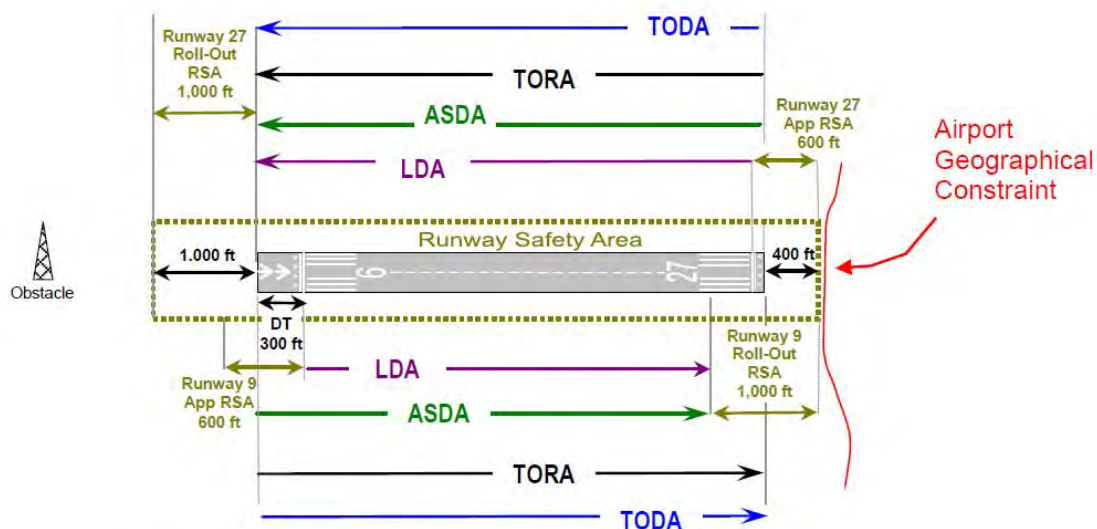 TODA
Runway 27
Roll-Out
RSA
1,000 ft
TORA
ASDA
Runway 27
App RSA
600 ft
LDA
Airport
Geographical
Constraint
Runway Safety Area
1.000 ft
400 ft
9
27
Obstacle
DT
300 ft
LDA
Runway 9
Roll-Out
RSA
1,000 ft
Runway 9
App RSA
600 ft
ASDA
TORA
TODA